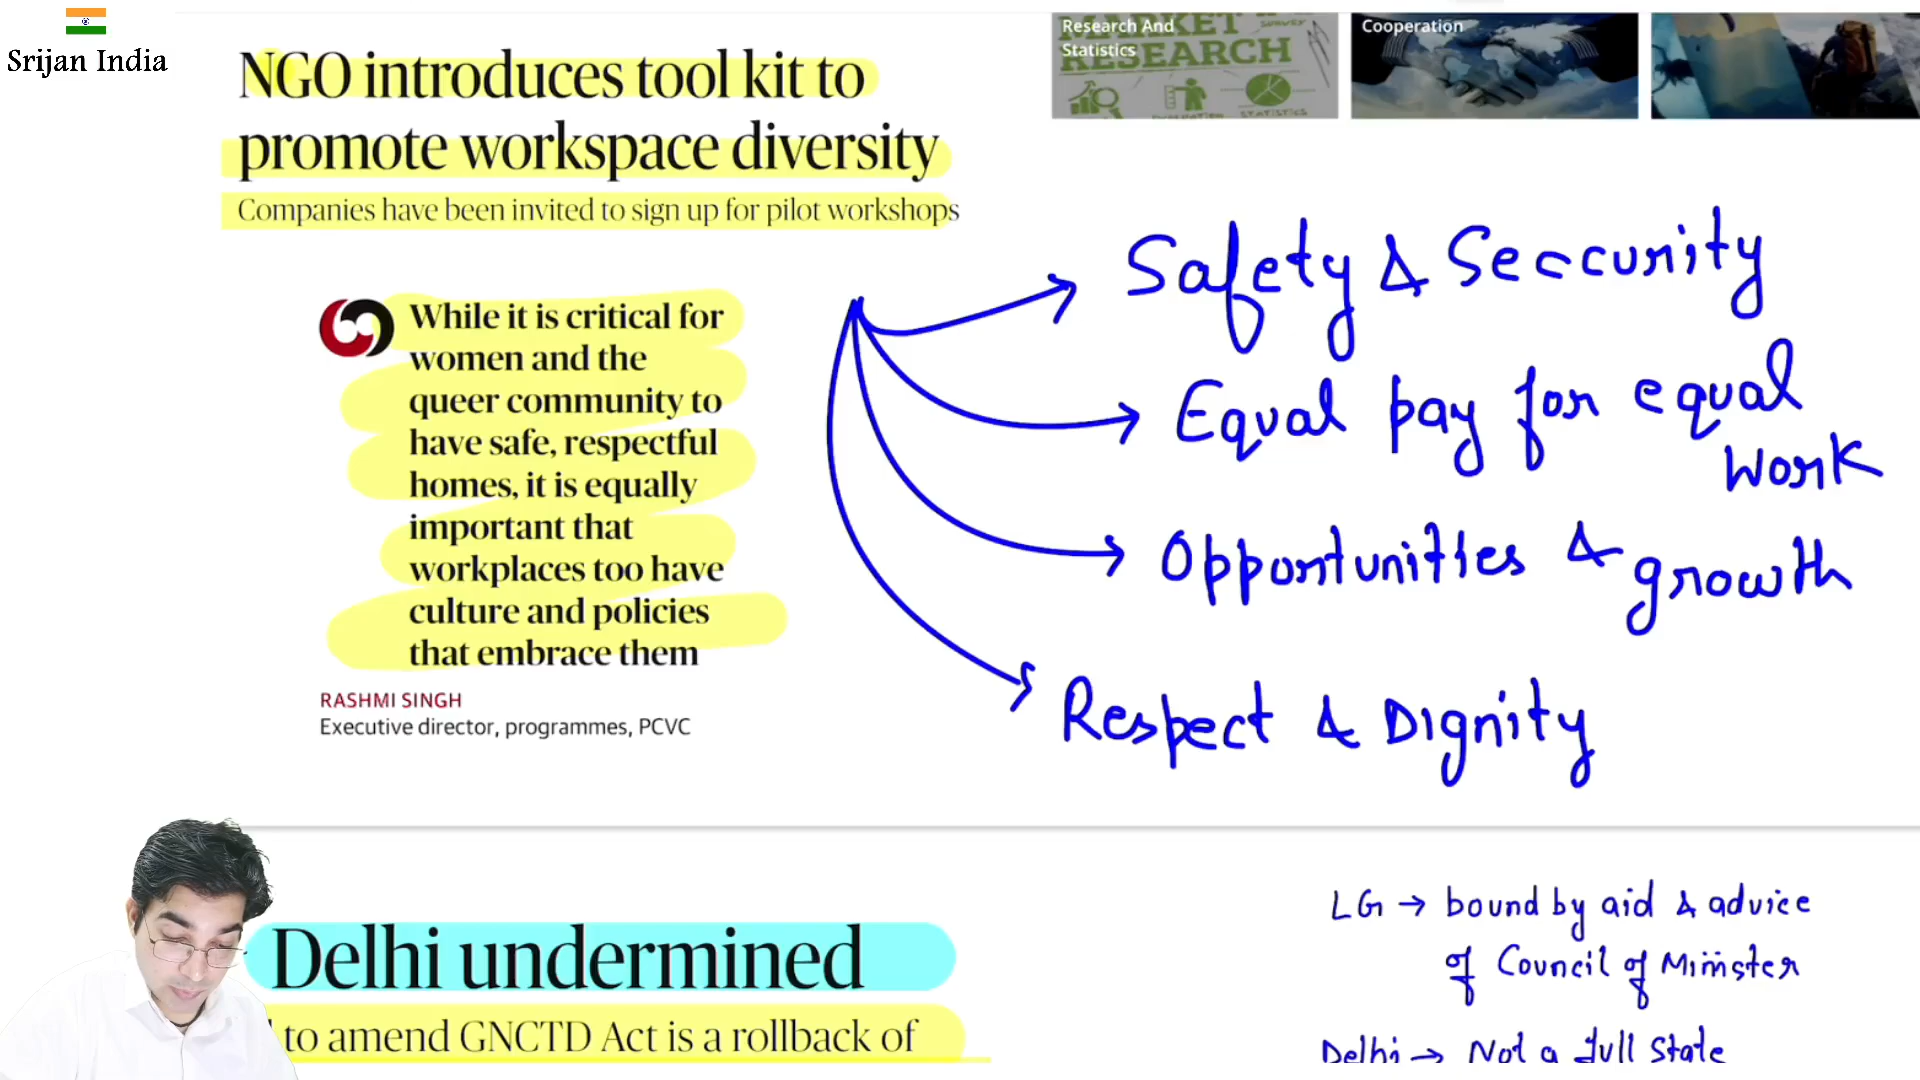 Srijan India
NGO introduces tool kit to
promote workspace diversity
Companies have been invited to sign up for pilot workshops
While it is critical for
women and the
queer community to
have safe, respectful
homes, it is equally
important that
workplaces too have
culture and policies
that embrace them
RASHMI SINGH
Executive director, programmes, PCVC
Research And
Statistics
MARKET
SURVEY
RESEARCH
STATISTICS
Cooperation
Safety & Seccurity
Equal pay for equal
work
Opportunities & growth
Respect & Dignity
Delhi undermined
to amend GNCTD Act is a rollback of
LG → bound by aid & advice
of Council of Minister
Delhi → Not a full State